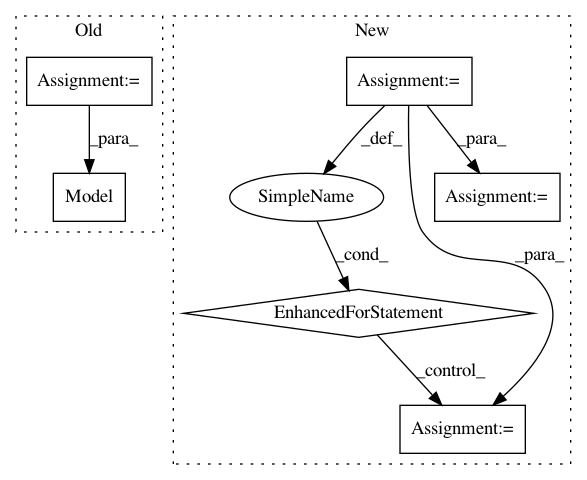 Old
New
Assignment:=
Assignment:=
_para_
_def_
_para_
Model
SimpleName
Assignment:=
_cond_
_para_
EnhancedForStatement
_control_
Assignment:=